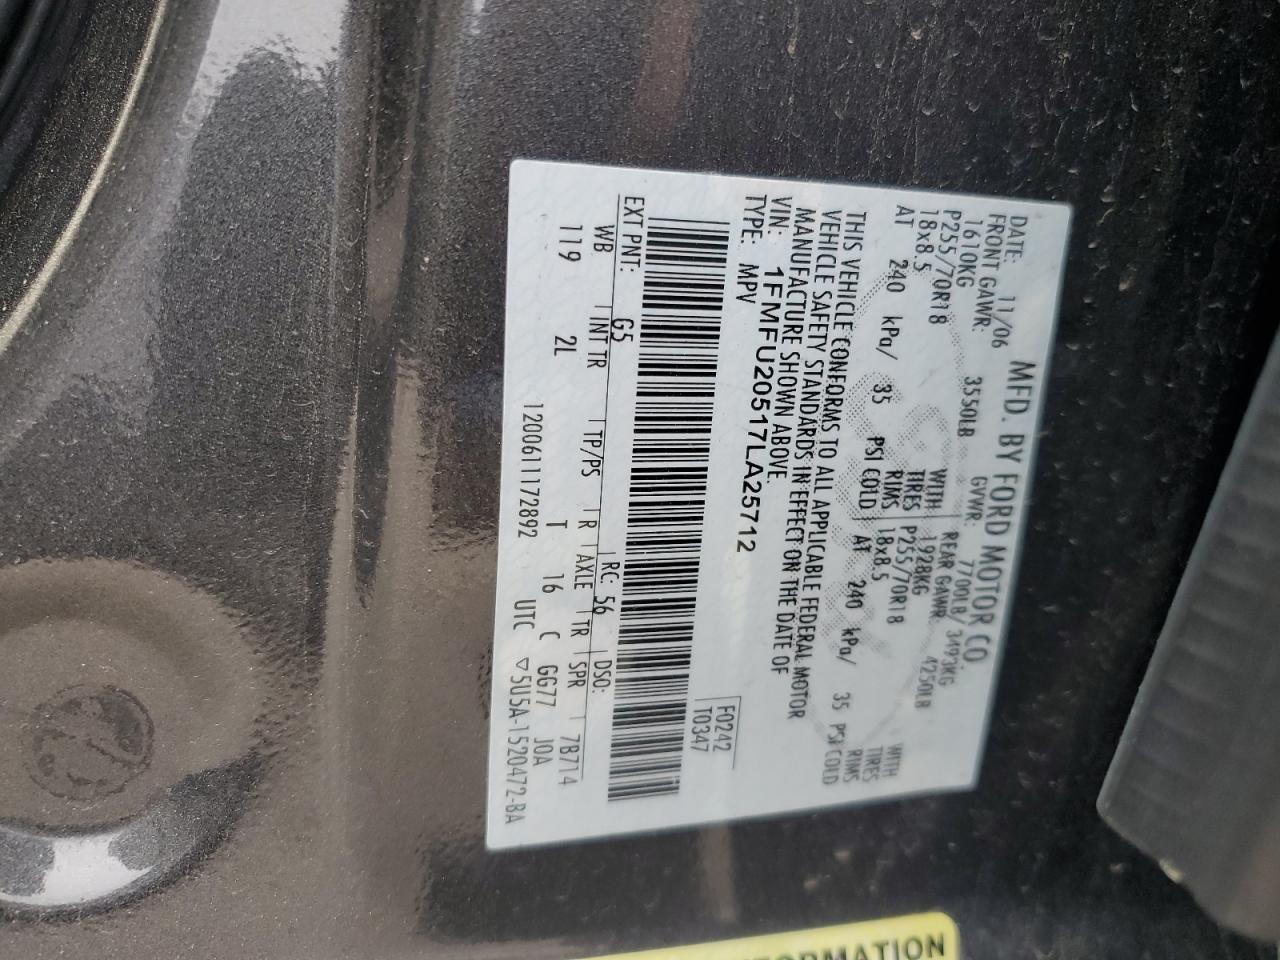 MFD. BY FORD MOTOR CO.
DATE: 11/06 GVWR: 7700LB/ 3493KG
FRONT GAWR: 3550LB REAR GAWR: 4250LB
1610KG WITH 1928KG WITH
P255/70R18 TIRES P255/70R18 TIRES
18x8.5 RIMS 18x8.5 RIMS
AT 240 kPa/ 35 PSI COLD AT 240 kPa/ 35 PSI COLD
THIS VEHICLE CONFORMS TO ALL APPLICABLE FEDERAL MOTOR
VEHICLE SAFETY STANDARDS IN EFFECT ON THE DATE OF
MANUFACTURE SHOWN ABOVE.
VIN: 1FMFU20517LA25712
TYPE: MPV
F0242
T0347
EXT PNT: G5 RC: 56 DSO:
WB INT TR TP/PS R AXLE TR SPR 7B714
119 2L T 16 C GG77 J0A
1200611172892 UTC ▽5U5A-1520472-BA